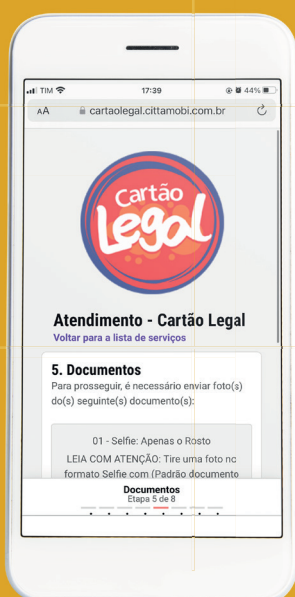 TIM
17:39
44%
AA
cartaolegal.cittamobi.com.br
Cartão
Legal
Atendimento - Cartão Legal
Voltar para a lista de serviços
5. Documentos
Para prosseguir, é necessário enviar foto(s)
do(s) seguinte(s) documento(s):
01 - Selfie: Apenas o Rosto
LEIA COM ATENÇÃO: Tire uma foto no
formato Selfie com (Padrão documento
Documentos
Etapa 5 de 8